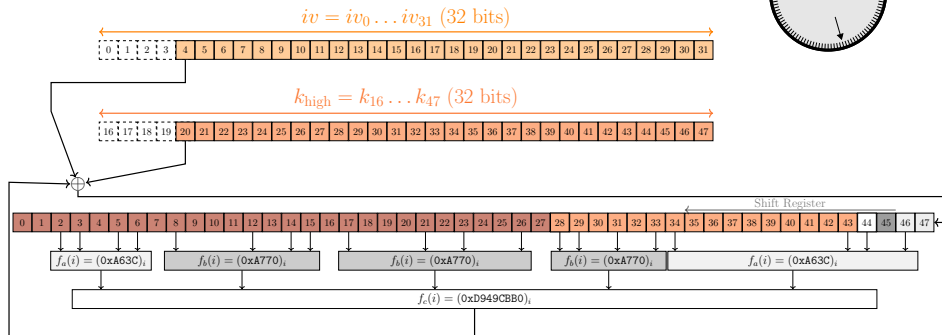 iv = iv₀ … iv₃₁ (32 bits)
0 1 2 3 4 5 6 7 8 9 10 11 12 13 14 15 16 17 18 19 20 21 22 23 24 25 26 27 28 29 30 31
k_high = k₁₆ … k₄₇ (32 bits)
16 17 18 19 20 21 22 23 24 25 26 27 28 29 30 31 32 33 34 35 36 37 38 39 40 41 42 43 44 45 46 47
Shift Register
0 1 2 3 4 5 6 7 8 9 10 11 12 13 14 15 16 17 18 19 20 21 22 23 24 25 26 27 28 29 30 31 32 33 34 35 36 37 38 39 40 41 42 43 44 45 46 47
fₐ(i) = (0xA63C)ᵢ f_b(i) = (0xA770)ᵢ f_b(i) = (0xA770)ᵢ f_b(i) = (0xA770)ᵢ fₐ(i) = (0xA63C)ᵢ
f_c(i) = (0xD949CBB0)ᵢ